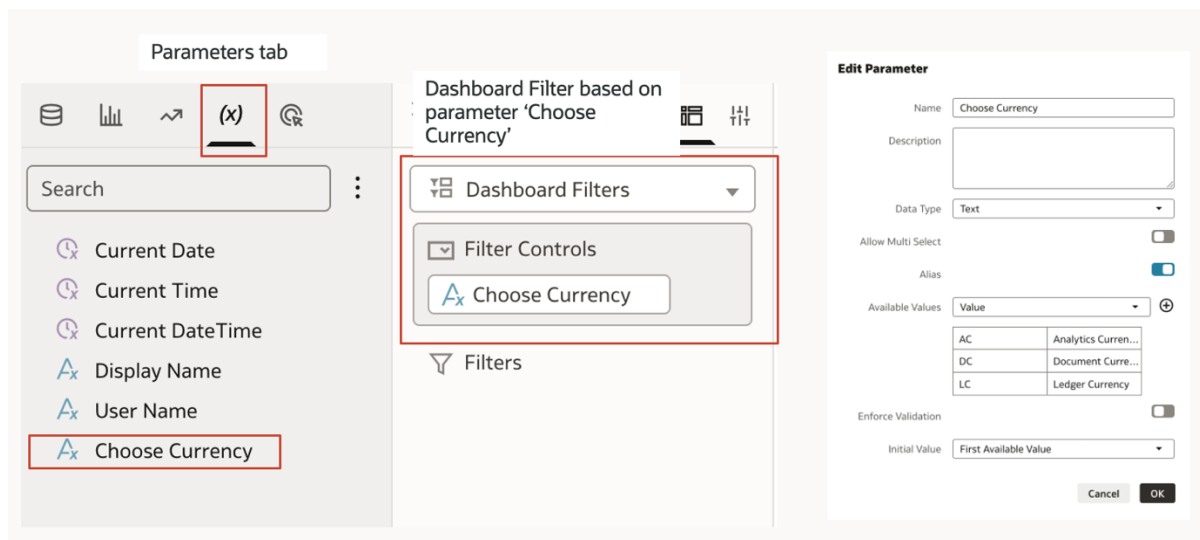 Parameters tab
(x)
Search
Current Date
Current Time
Current DateTime
Display Name
User Name
Choose Currency
Dashboard Filter based on
parameter ‘Choose
Currency’
Dashboard Filters
Filter Controls
Choose Currency
Filters
Edit Parameter
Name Choose Currency
Description
Data Type Text
Allow Multi Select
Alias
Available Values Value
AC Analytics Curren...
DC Document Curre...
LC Ledger Currency
Enforce Validation
Initial Value First Available Value
Cancel OK